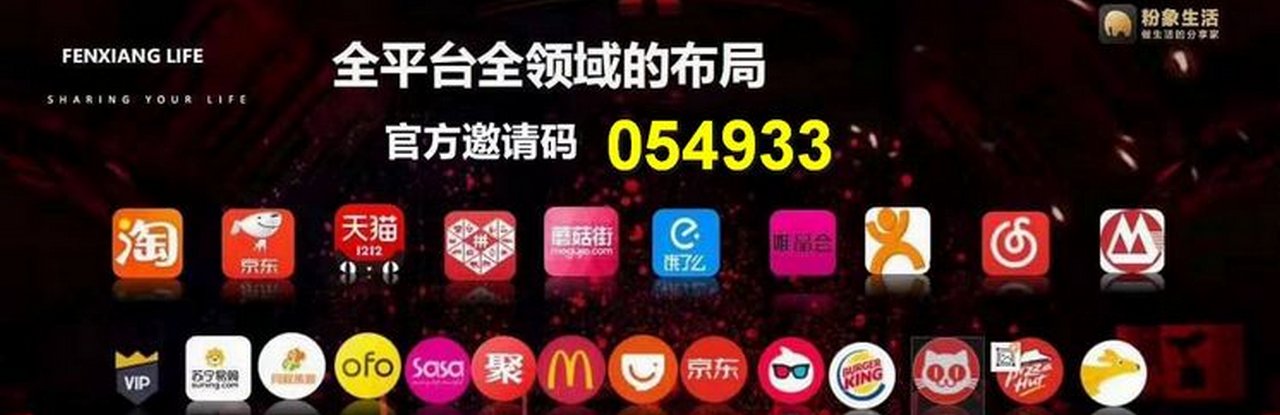 粉象生活
做生活的分享家
FENXIANG LIFE
SHARING YOUR LIFE
全平台全领域的布局
官方邀请码 054933
淘
京东
天猫
1212
拼
蘑菇街
mogujie.com
e
饿了么
唯品会
VIP
苏宁易购
suning.com
ofo
Sasa
聚
京东
BURGER
KING
Pizza
Hut